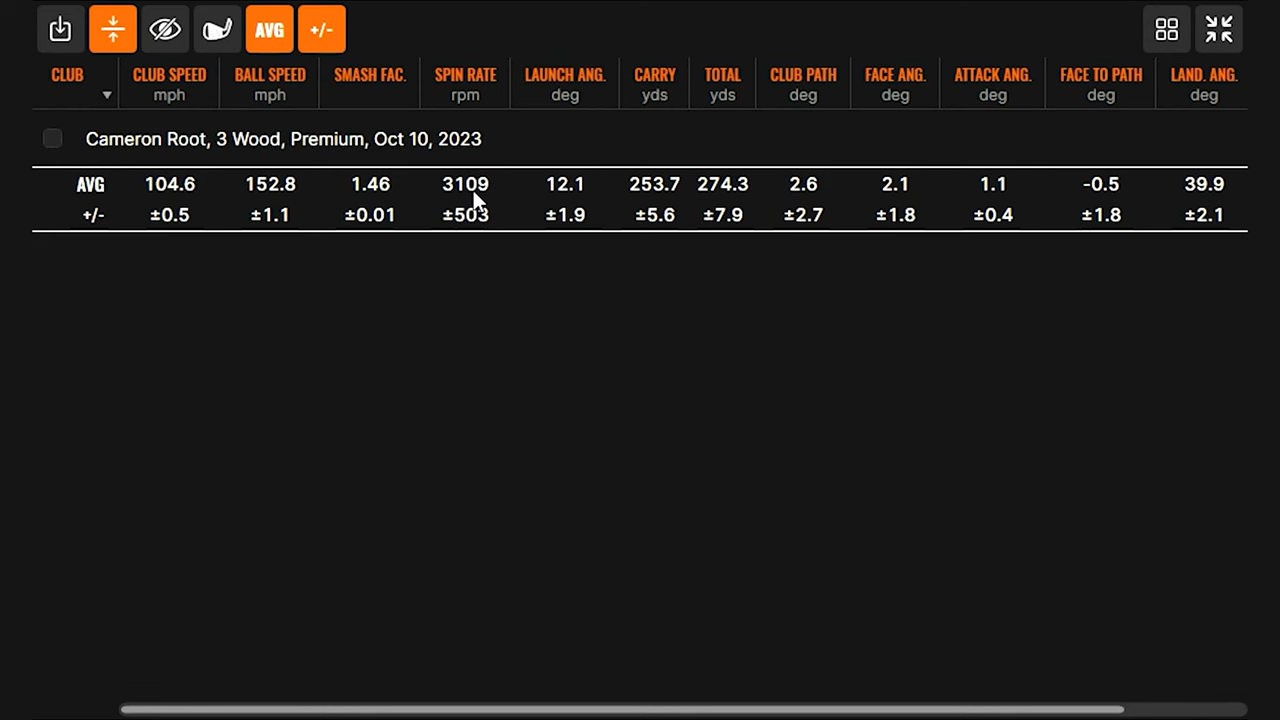 AVG +/-
CLUB CLUB SPEED BALL SPEED SMASH FAC. SPIN RATE LAUNCH ANG. CARRY TOTAL CLUB PATH FACE ANG. ATTACK ANG. FACE TO PATH LAND. ANG.
mph mph rpm deg yds yds deg deg deg deg deg
Cameron Root, 3 Wood, Premium, Oct 10, 2023
AVG 104.6 152.8 1.46 3109 12.1 253.7 274.3 2.6 2.1 1.1 -0.5 39.9
+/- ±0.5 ±1.1 ±0.01 ±503 ±1.9 ±5.6 ±7.9 ±2.7 ±1.8 ±0.4 ±1.8 ±2.1